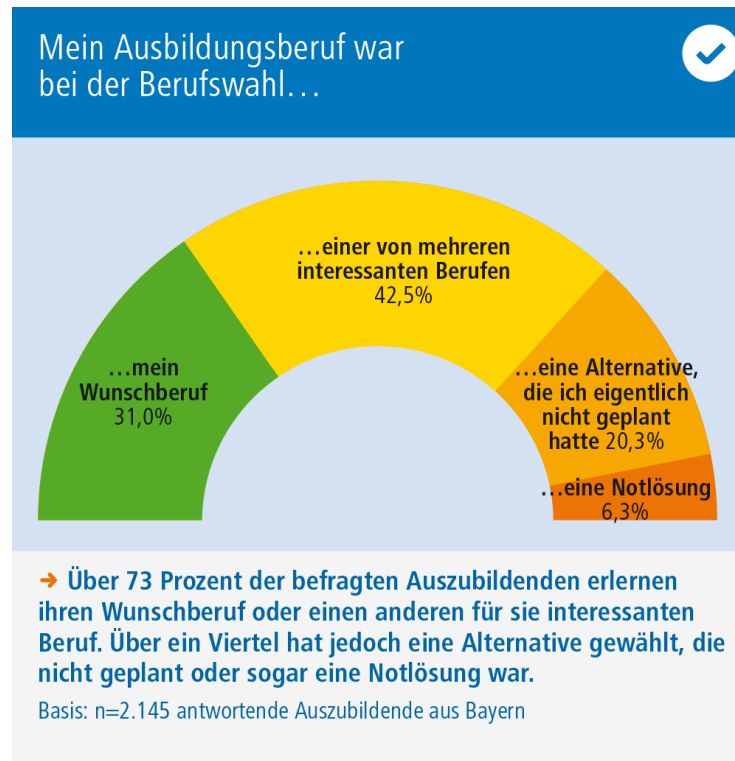 Mein Ausbildungsberuf war
bei der Berufswahl…
…einer von mehreren
interessanten Berufen
42,5%
…mein
Wunschberuf
31,0%
…eine Alternative,
die ich eigentlich
nicht geplant
hatte 20,3%
…eine Notlösung
6,3%
➔ Über 73 Prozent der befragten Auszubildenden erlernen
ihren Wunschberuf oder einen anderen für sie interessanten
Beruf. Über ein Viertel hat jedoch eine Alternative gewählt, die
nicht geplant oder sogar eine Notlösung war.
Basis: n=2.145 antwortende Auszubildende aus Bayern